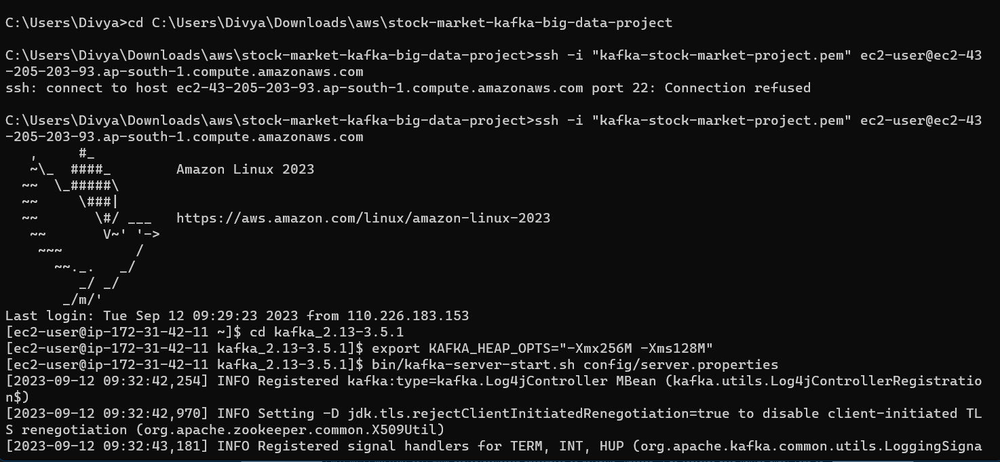 C:\Users\Divya>cd C:\Users\Divya\Downloads\aws\stock-market-kafka-big-data-project
C:\Users\Divya\Downloads\aws\stock-market-kafka-big-data-project>ssh -i "kafka-stock-market-project.pem" ec2-user@ec2-43
-205-203-93.ap-south-1.compute.amazonaws.com
ssh: connect to host ec2-43-205-203-93.ap-south-1.compute.amazonaws.com port 22: Connection refused
C:\Users\Divya\Downloads\aws\stock-market-kafka-big-data-project>ssh -i "kafka-stock-market-project.pem" ec2-user@ec2-43
-205-203-93.ap-south-1.compute.amazonaws.com
   ,     #_
   ~\_  ####_        Amazon Linux 2023
  ~~  \_#####\
  ~~     \###|
  ~~       \#/ ___   https://aws.amazon.com/linux/amazon-linux-2023
   ~~       V~' '->
    ~~~         /
      ~~._.   _/
         _/ _/
       _/m/'
Last login: Tue Sep 12 09:29:23 2023 from 110.226.183.153
[ec2-user@ip-172-31-42-11 ~]$ cd kafka_2.13-3.5.1
[ec2-user@ip-172-31-42-11 kafka_2.13-3.5.1]$ export KAFKA_HEAP_OPTS="-Xmx256M -Xms128M"
[ec2-user@ip-172-31-42-11 kafka_2.13-3.5.1]$ bin/kafka-server-start.sh config/server.properties
[2023-09-12 09:32:42,254] INFO Registered kafka:type=kafka.Log4jController MBean (kafka.utils.Log4jControllerRegistratio
n$)
[2023-09-12 09:32:42,970] INFO Setting -D jdk.tls.rejectClientInitiatedRenegotiation=true to disable client-initiated TL
S renegotiation (org.apache.zookeeper.common.X509Util)
[2023-09-12 09:32:43,181] INFO Registered signal handlers for TERM, INT, HUP (org.apache.kafka.common.utils.LoggingSigna